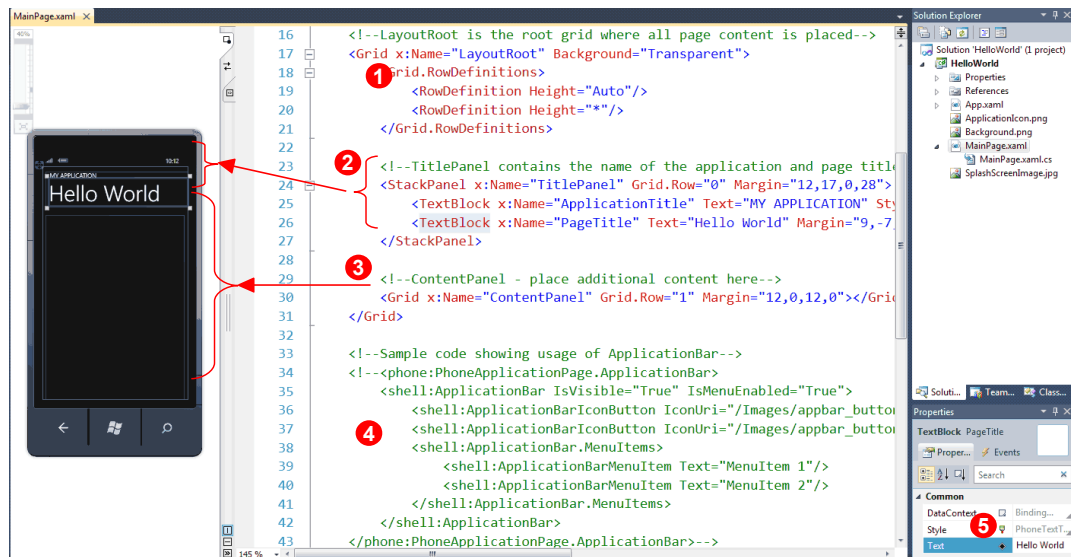 MainPage.xaml ×
40%
10:12
MY APPLICATION
Hello World
16 <!--LayoutRoot is the root grid where all page content is placed-->
17 <Grid x:Name="LayoutRoot" Background="Transparent">
18 Grid.RowDefinitions>
1
19 <RowDefinition Height="Auto"/>
20 <RowDefinition Height="*"/>
21 </Grid.RowDefinitions>
22
2
23 <!--TitlePanel contains the name of the application and page title
24 <StackPanel x:Name="TitlePanel" Grid.Row="0" Margin="12,17,0,28">
25 <TextBlock x:Name="ApplicationTitle" Text="MY APPLICATION" Sty
26 <TextBlock x:Name="PageTitle" Text="Hello World" Margin="9,-7,
27 </StackPanel>
28
3
29 <!--ContentPanel - place additional content here-->
30 <Grid x:Name="ContentPanel" Grid.Row="1" Margin="12,0,12,0"></Grid
31 </Grid>
32
33 <!--Sample code showing usage of ApplicationBar-->
34 <!--<phone:PhoneApplicationPage.ApplicationBar>
35 <shell:ApplicationBar IsVisible="True" IsMenuEnabled="True">
36 <shell:ApplicationBarIconButton IconUri="/Images/appbar_button
37 <shell:ApplicationBarIconButton IconUri="/Images/appbar_button
4
38 <shell:ApplicationBar.MenuItems>
39 <shell:ApplicationBarMenuItem Text="MenuItem 1"/>
40 <shell:ApplicationBarMenuItem Text="MenuItem 2"/>
41 </shell:ApplicationBar.MenuItems>
42 </shell:ApplicationBar>
43 </phone:PhoneApplicationPage.ApplicationBar>-->
145 %
Solution Explorer
Solution 'HelloWorld' (1 project)
HelloWorld
Properties
References
App.xaml
ApplicationIcon.png
Background.png
MainPage.xaml
MainPage.xaml.cs
SplashScreenImage.jpg
Soluti... Team... Class...
Properties
TextBlock PageTitle
Proper... Events
Search
Common
DataContext Binding...
5
Style PhoneTextT...
Text Hello World